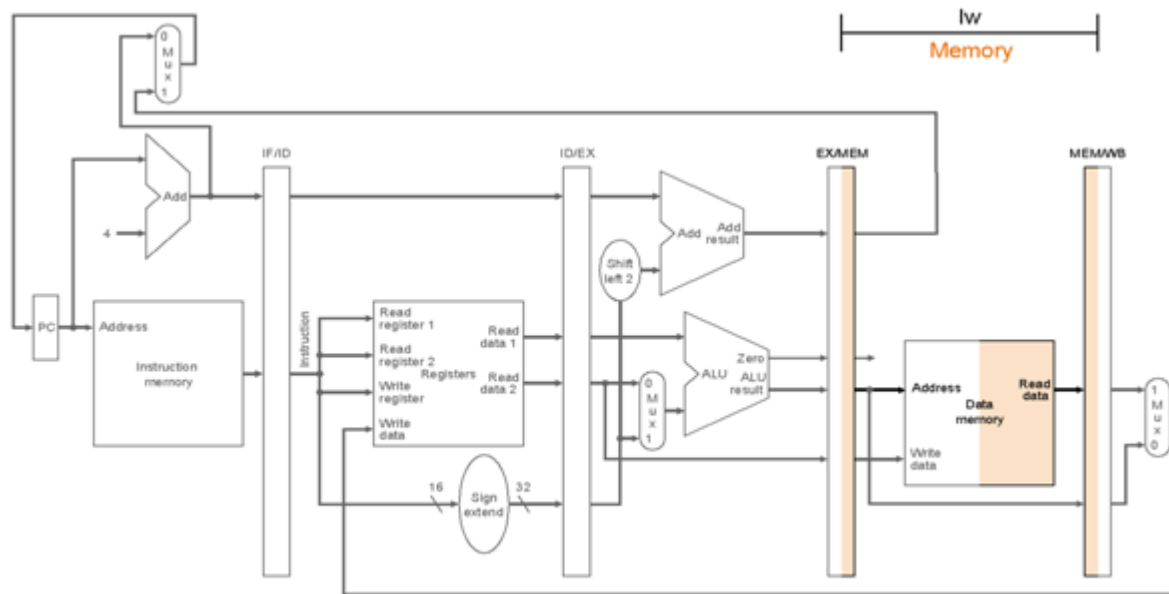 lw
Memory
0
M
u
x
1
IF/ID
ID/EX
EX/MEM
MEM/WB
Add
4
Add
Add
result
Shift
left 2
PC
Address
Instruction
memory
Instruction
Read
register 1
Read
register 2
Write
register
Write
data
Registers
Read
data 1
Read
data 2
0
M
u
x
1
Zero
ALU
ALU
result
Address
Read
data
Data
memory
Write
data
1
M
u
x
0
16
Sign
extend
32